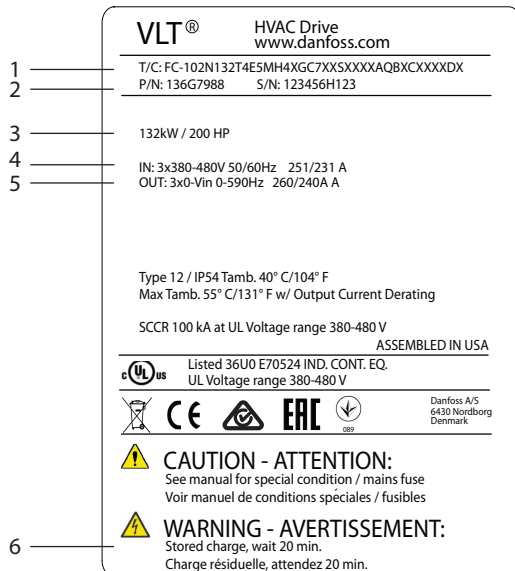 VLT® HVAC Drive
www.danfoss.com
1 T/C: FC-102N132T4E5MH4XGC7XXSXXXXAQBXCXXXXDX
2 P/N: 136G7988 S/N: 123456H123
3 132kW / 200 HP
4 IN: 3x380-480V 50/60Hz 251/231 A
5 OUT: 3x0-Vin 0-590Hz 260/240A A
Type 12 / IP54 Tamb. 40° C/104° F
Max Tamb. 55° C/131° F w/ Output Current Derating
SCCR 100 kA at UL Voltage range 380-480 V
ASSEMBLED IN USA
c UL us Listed 36U0 E70524 IND. CONT. EQ.
UL Voltage range 380-480 V
CE EAC 089
Danfoss A/S
6430 Nordborg
Denmark
CAUTION - ATTENTION:
See manual for special condition / mains fuse
Voir manuel de conditions spéciales / fusibles
WARNING - AVERTISSEMENT:
6 Stored charge, wait 20 min.
Charge résiduelle, attendez 20 min.